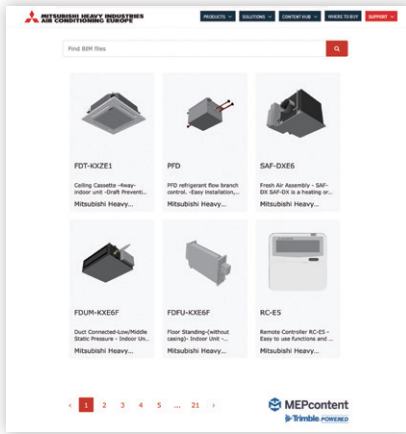 MITSUBISHI HEAVY INDUSTRIES
AIR CONDITIONING EUROPE
PRODUCTS SOLUTIONS CONTENT HUB WHERE TO BUY SUPPORT
Find BIM files
FDT-KXZE1
Ceiling Cassette -4way-
indoor unit -Draft Preventi...
Mitsubishi Heavy...
PFD
PFD refrigerant flow branch
control. -Easy installation,...
Mitsubishi Heavy...
SAF-DXE6
Fresh Air Assembly - SAF-
DX SAF-DX is a heating or...
Mitsubishi Heavy...
FDUM-KXE6F
Duct Connected-Low/Middle
Static Pressure - Indoor Un...
Mitsubishi Heavy...
FDFU-KXE6F
Floor Standing-(without
casing)- Indoor Unit -...
Mitsubishi Heavy...
RC-E5
Remote Controller RC-E5 -
Easy to use functions and ...
Mitsubishi Heavy...
< 1 2 3 4 5 ... 21 >
MEPcontent
Trimble. POWERED